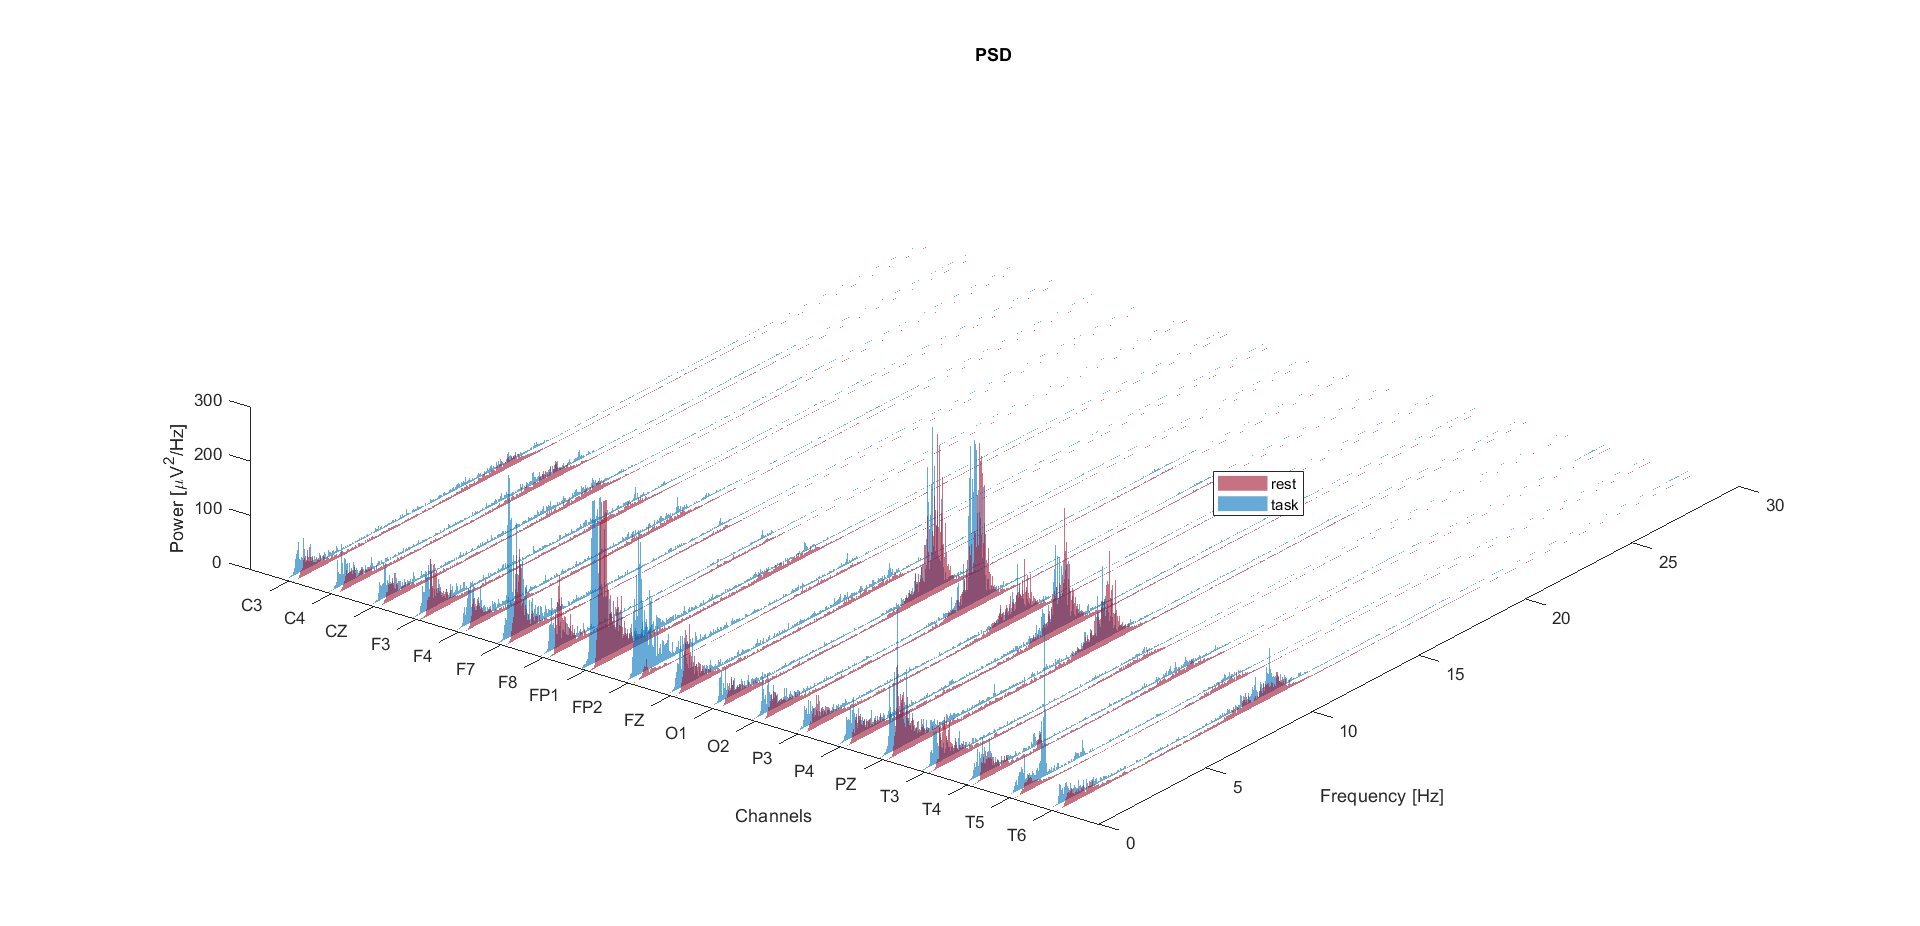 PSD
300
200
100
0
Power [μV²/Hz]
rest
task
C3
C4
CZ
F3
F4
F7
F8
FP1
FP2
FZ
O1
O2
P3
P4
PZ
T3
T4
T5
T6
Channels
0
5
10
15
20
25
30
Frequency [Hz]